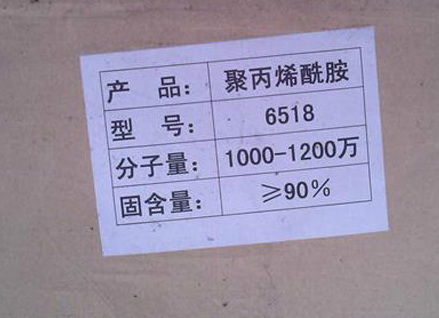 产 品: 聚丙烯酰胺
型 号: 6518
分子量: 1000-1200万
固含量: ≥90%